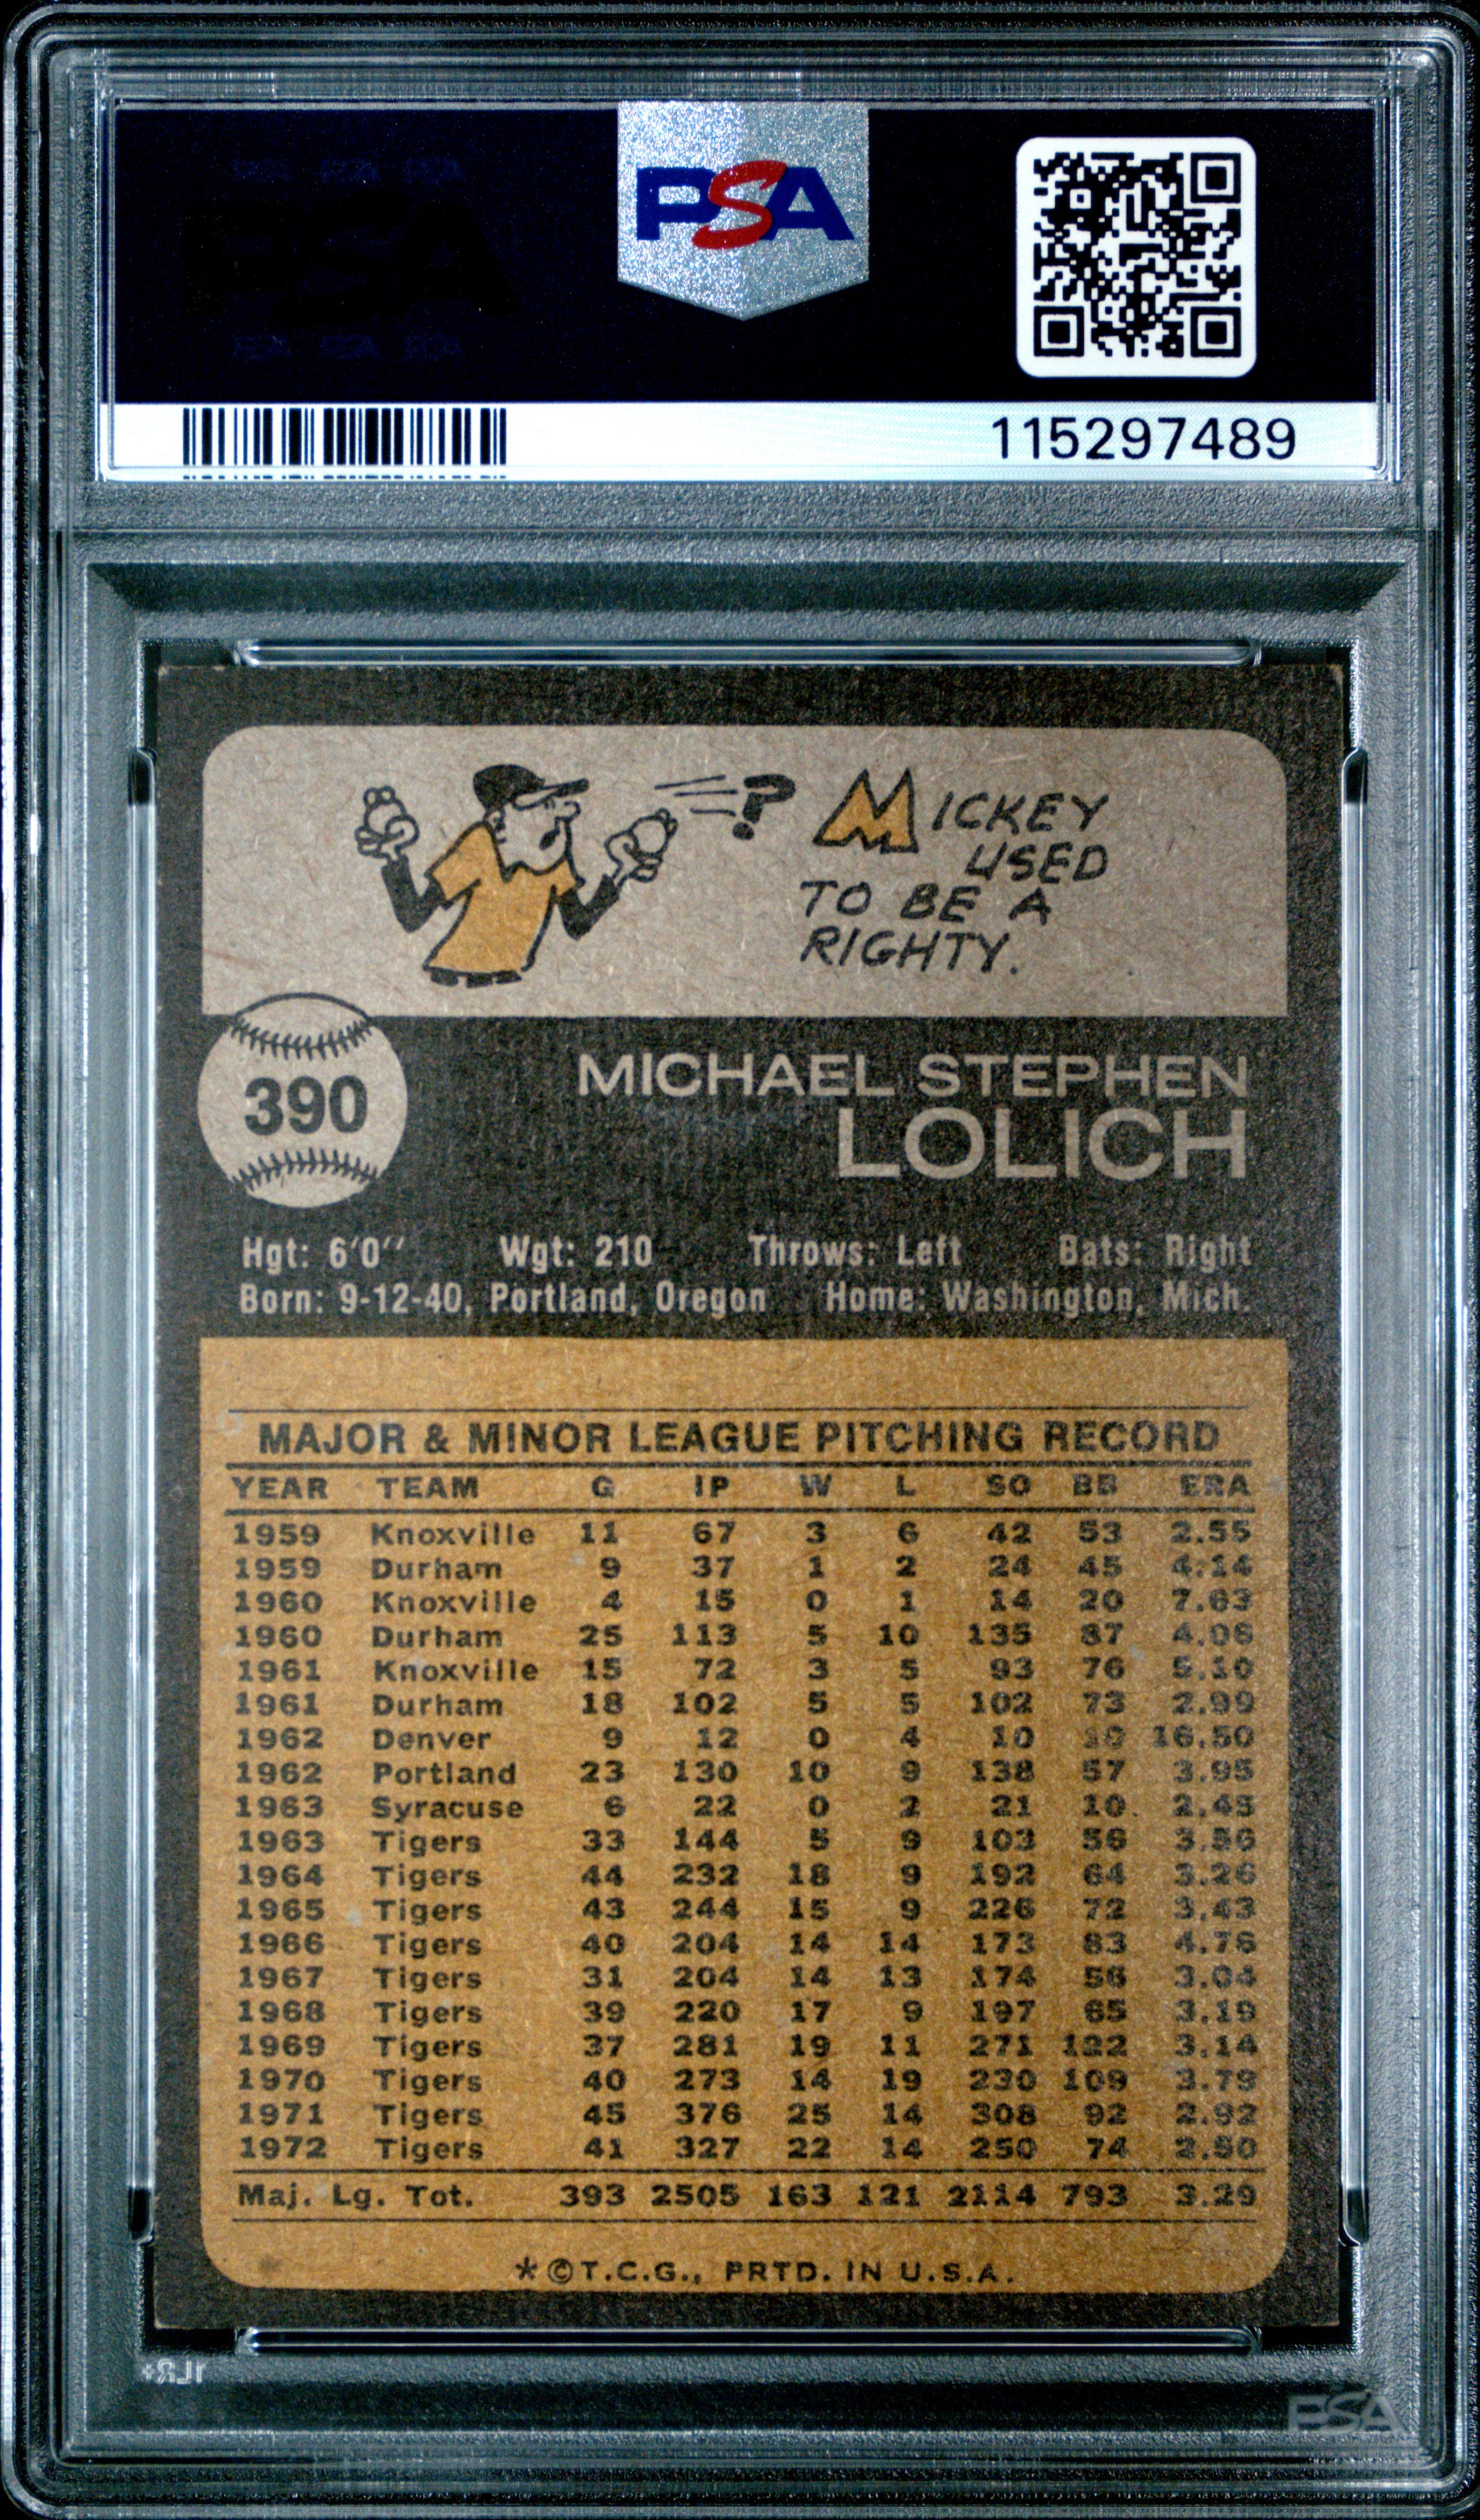 PSA
115297489
MICKEY
USED
TO BE A
RIGHTY.
390
MICHAEL STEPHEN
LOLICH
Hgt: 6'0" Wgt: 210 Throws: Left Bats: Right
Born: 9-12-40, Portland, Oregon Home: Washington, Mich.
MAJOR & MINOR LEAGUE PITCHING RECORD
YEAR TEAM G IP W L SO BB ERA
1959 Knoxville 11 67 3 6 42 53 2.55
1959 Durham 9 37 1 2 24 45 4.14
1960 Knoxville 4 15 0 1 14 20 7.63
1960 Durham 25 113 5 10 135 87 4.06
1961 Knoxville 15 72 3 5 93 76 5.10
1961 Durham 18 102 5 5 102 73 2.99
1962 Denver 9 12 0 4 10 16.50
1962 Portland 23 130 10 9 138 57 3.95
1963 Syracuse 6 22 0 2 21 10 2.45
1963 Tigers 33 144 5 9 103 56 3.56
1964 Tigers 44 232 18 9 192 64 3.26
1965 Tigers 43 244 15 9 226 72 3.43
1966 Tigers 40 204 14 14 173 83 4.76
1967 Tigers 31 204 14 13 174 56 3.04
1968 Tigers 39 220 17 9 197 65 3.19
1969 Tigers 37 281 19 11 271 122 3.14
1970 Tigers 40 273 14 19 230 109 3.79
1971 Tigers 45 376 25 14 308 92 2.92
1972 Tigers 41 327 22 14 250 74 2.50
Maj. Lg. Tot. 393 2505 163 121 2114 793 3.29
*©T.C.G., PRTD. IN U.S.A.
PSA